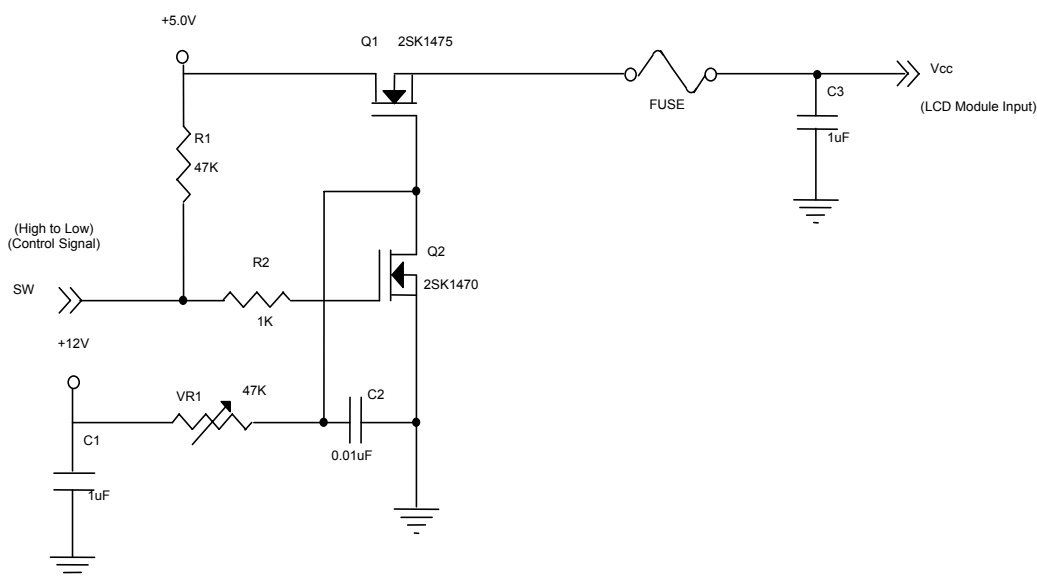 +5.0V
Q1 2SK1475
Vcc
C3
FUSE
(LCD Module Input)
R1
1uF
47K
(High to Low)
(Control Signal)
Q2
R2
SW
2SK1470
1K
+12V
VR1
47K
C2
C1
0.01uF
1uF